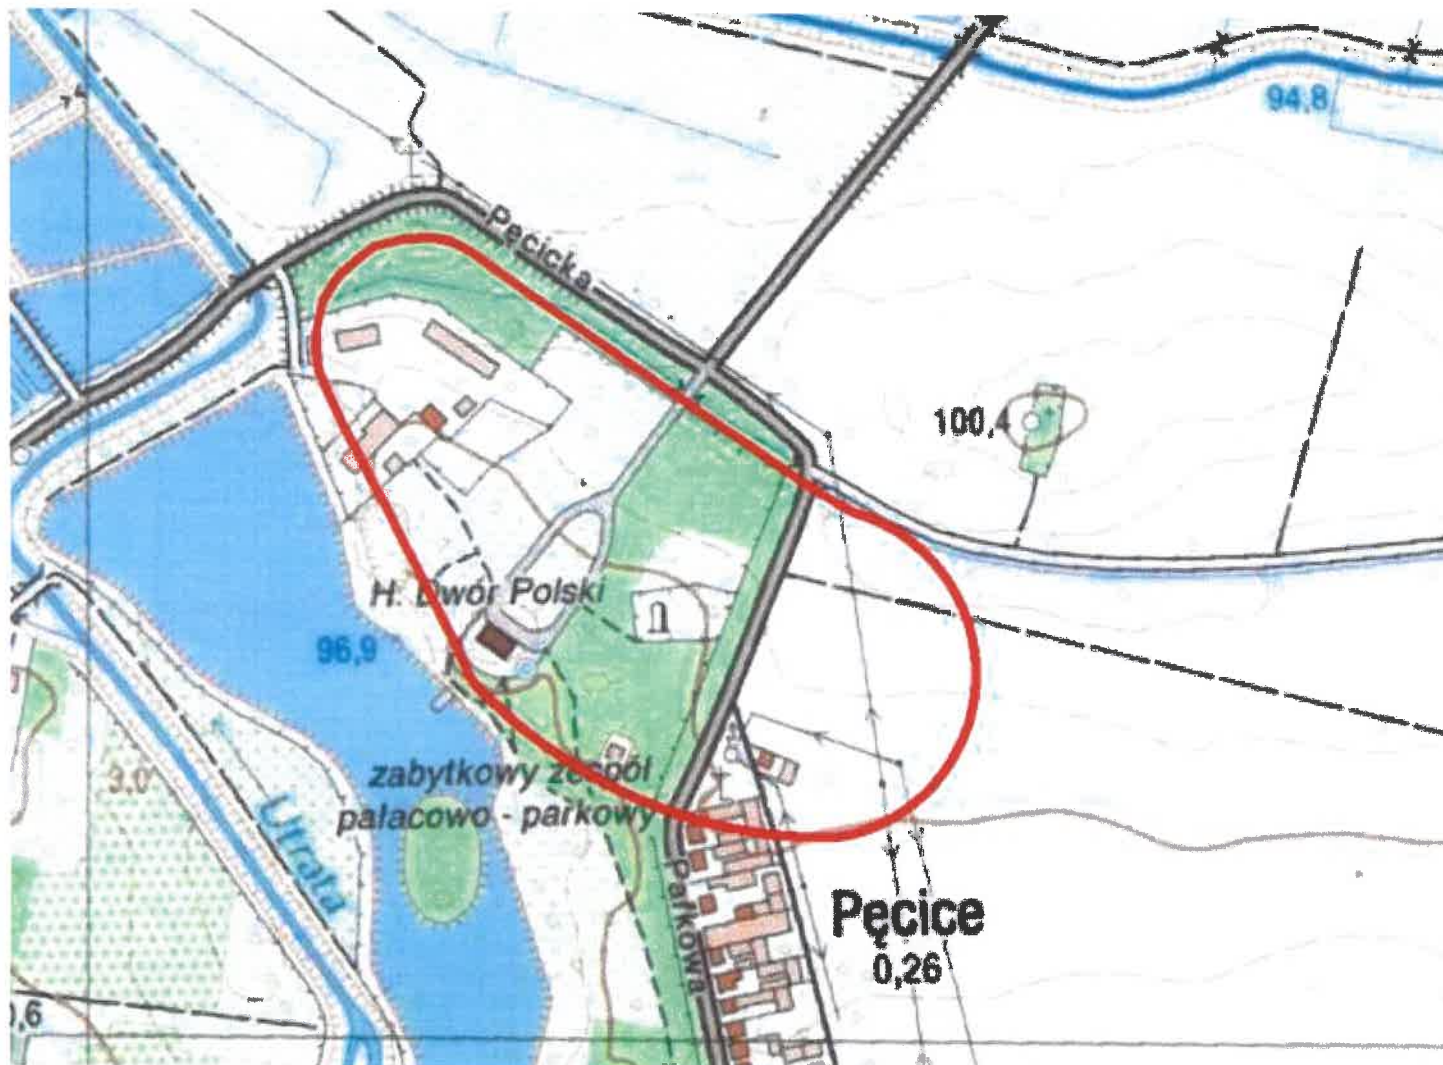 94,8
Pęcicka
100,4
H. Dwór Polski
96,9
zabytkowy zespół
pałacowo - parkowy
3,0
Utrata
Parkowa
Pęcice
0,26
0,6